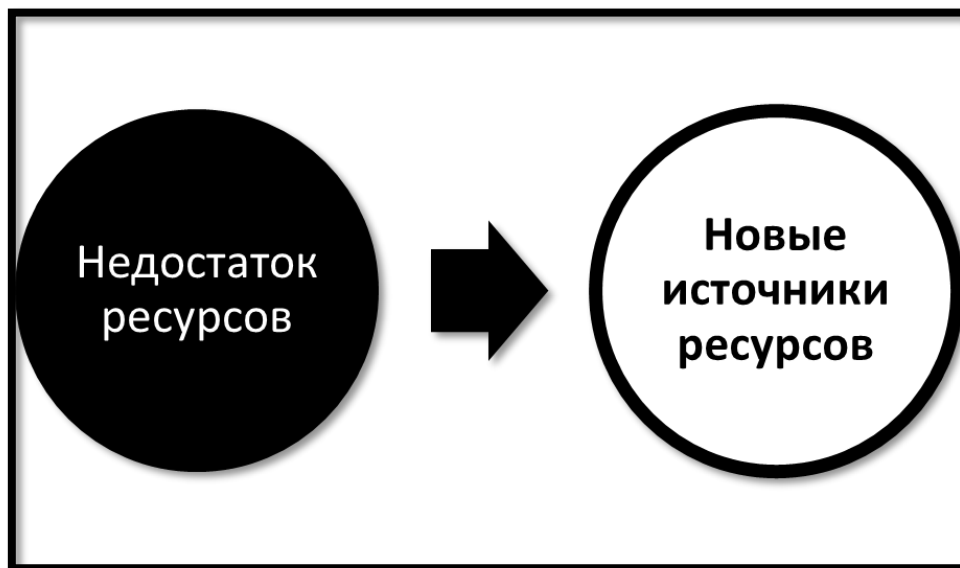 Недостаток
ресурсов
Новые
источники
ресурсов